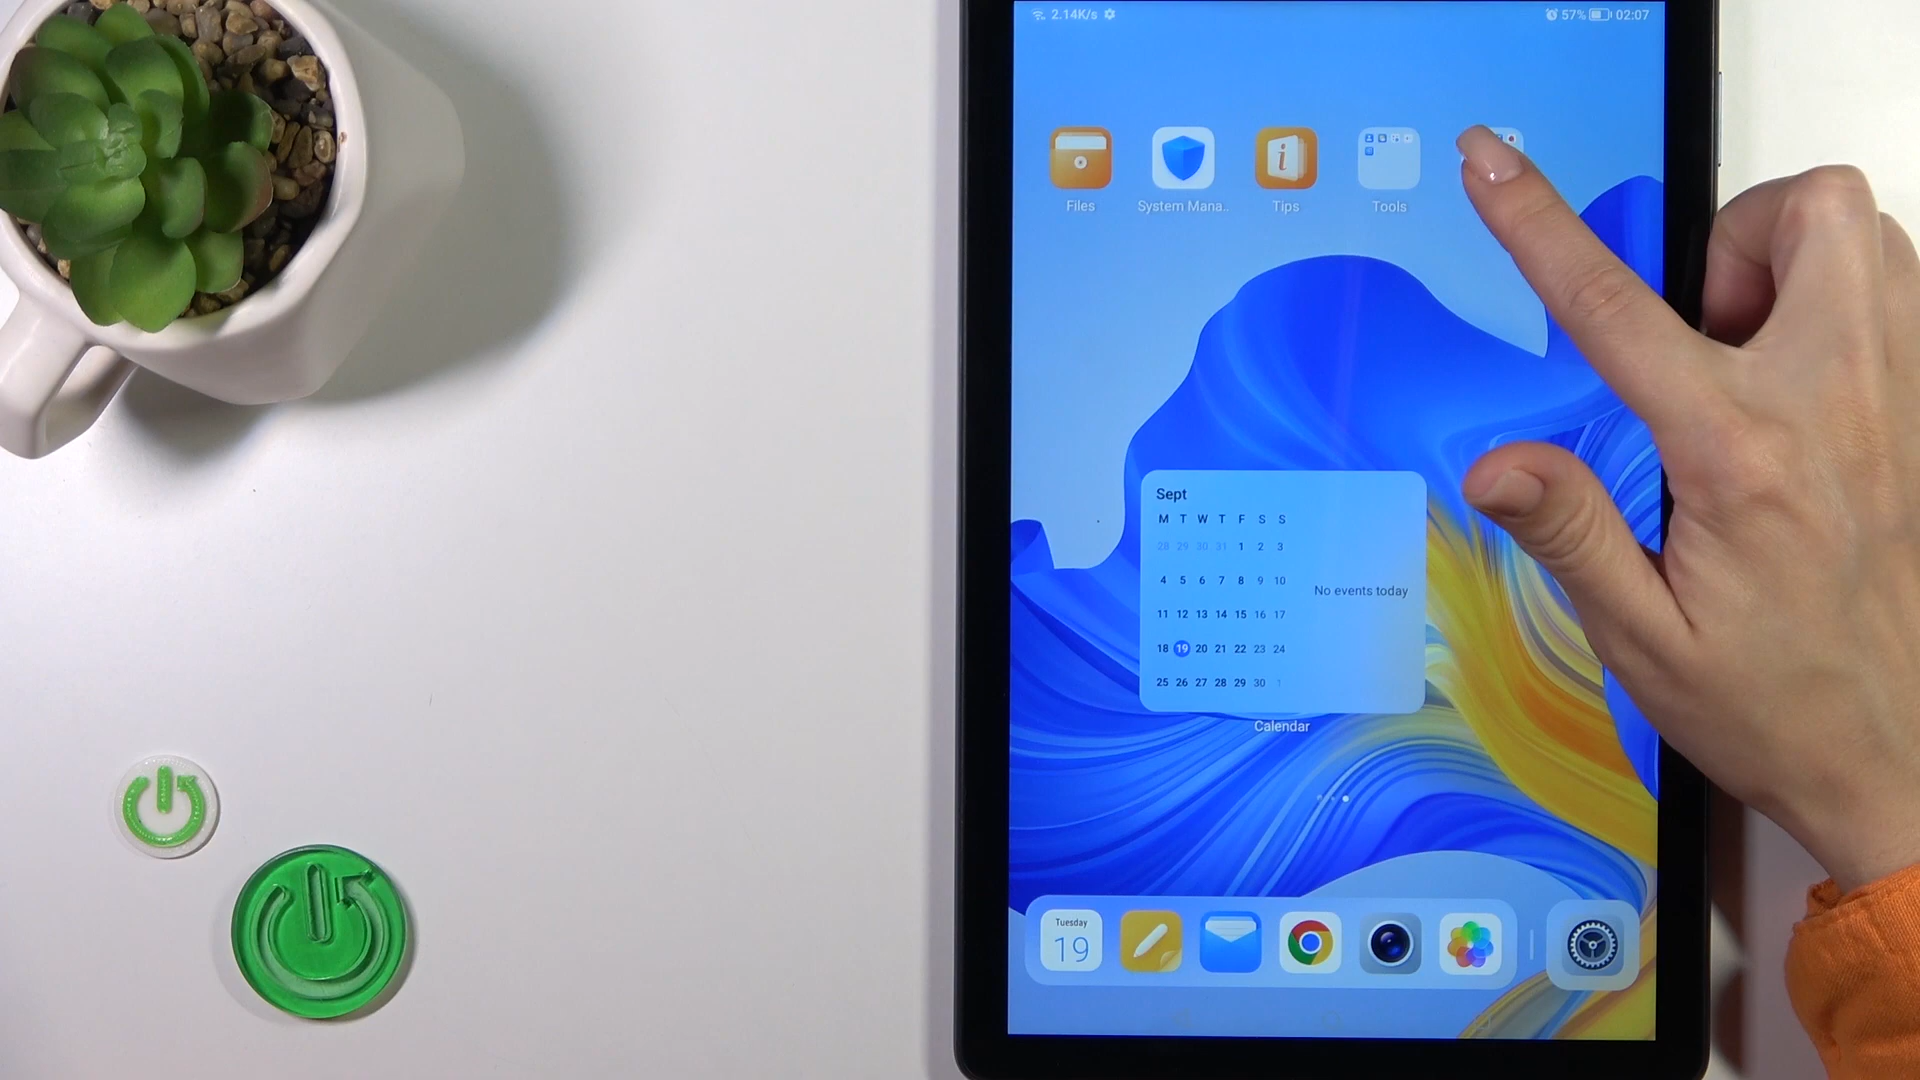 2.14K/s
57% 02:07
Files
System Mana..
Tips
Tools
Sept
M T W T F S S
28 29 30 31 1 2 3
4 5 6 7 8 9 10
11 12 13 14 15 16 17
18 19 20 21 22 23 24
25 26 27 28 29 30 1
No events today
Calendar
Tuesday
19